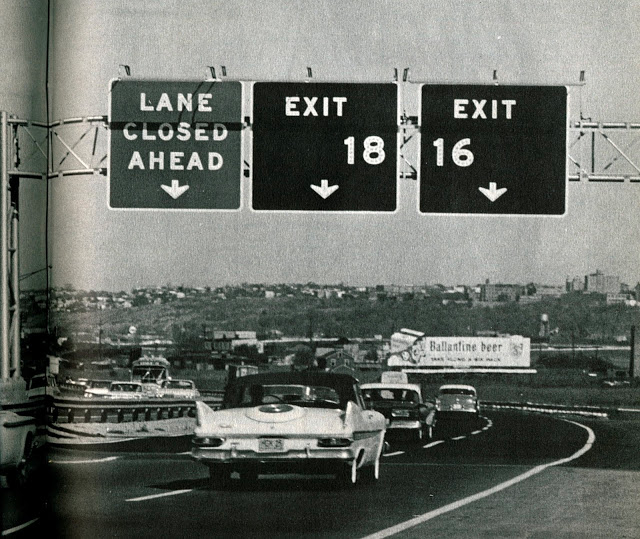 LANE
CLOSED
AHEAD
EXIT
18
EXIT
16
Ballantine beer